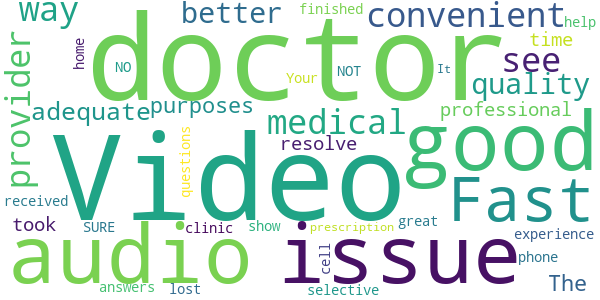 way better finished convenient help
home doctor time
NO Your NOT It see
provider adequate purposes quality
medical professional
resolve good
Video questions
received Fast
took SURE clinic show prescription great experience
audio issue cell phone
answers lost selective The